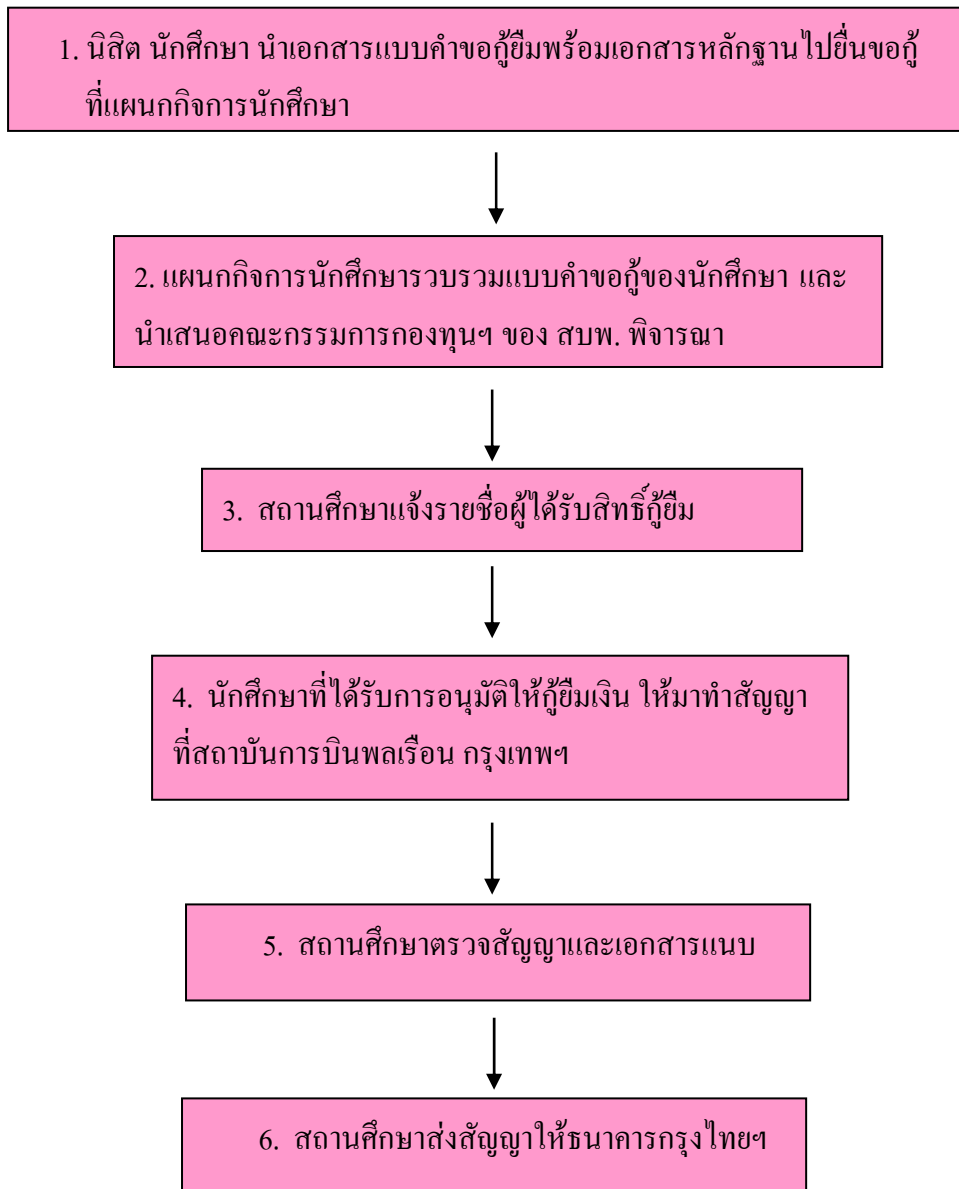 1. นิสิต นักศึกษา นำเอกสารแบบคำขอกู้ยืมพร้อมเอกสารหลักฐานไปยื่นขอกู้
ที่แผนกกิจการนักศึกษา
2. แผนกกิจการนักศึกษารวบรวมแบบคำขอกู้ของนักศึกษา และ
นำเสนอคณะกรรมการกองทุนฯ ของ สบพ. พิจารณา
3. สถานศึกษาแจ้งรายชื่อผู้ได้รับสิทธิ์กู้ยืม
4. นักศึกษาที่ได้รับการอนุมัติให้กู้ยืมเงิน ให้มาทำสัญญา
ที่สถาบันการบินพลเรือน กรุงเทพฯ
5. สถานศึกษาตรวจสัญญาและเอกสารแนบ
6. สถานศึกษาส่งสัญญาให้ธนาคารกรุงไทยฯ